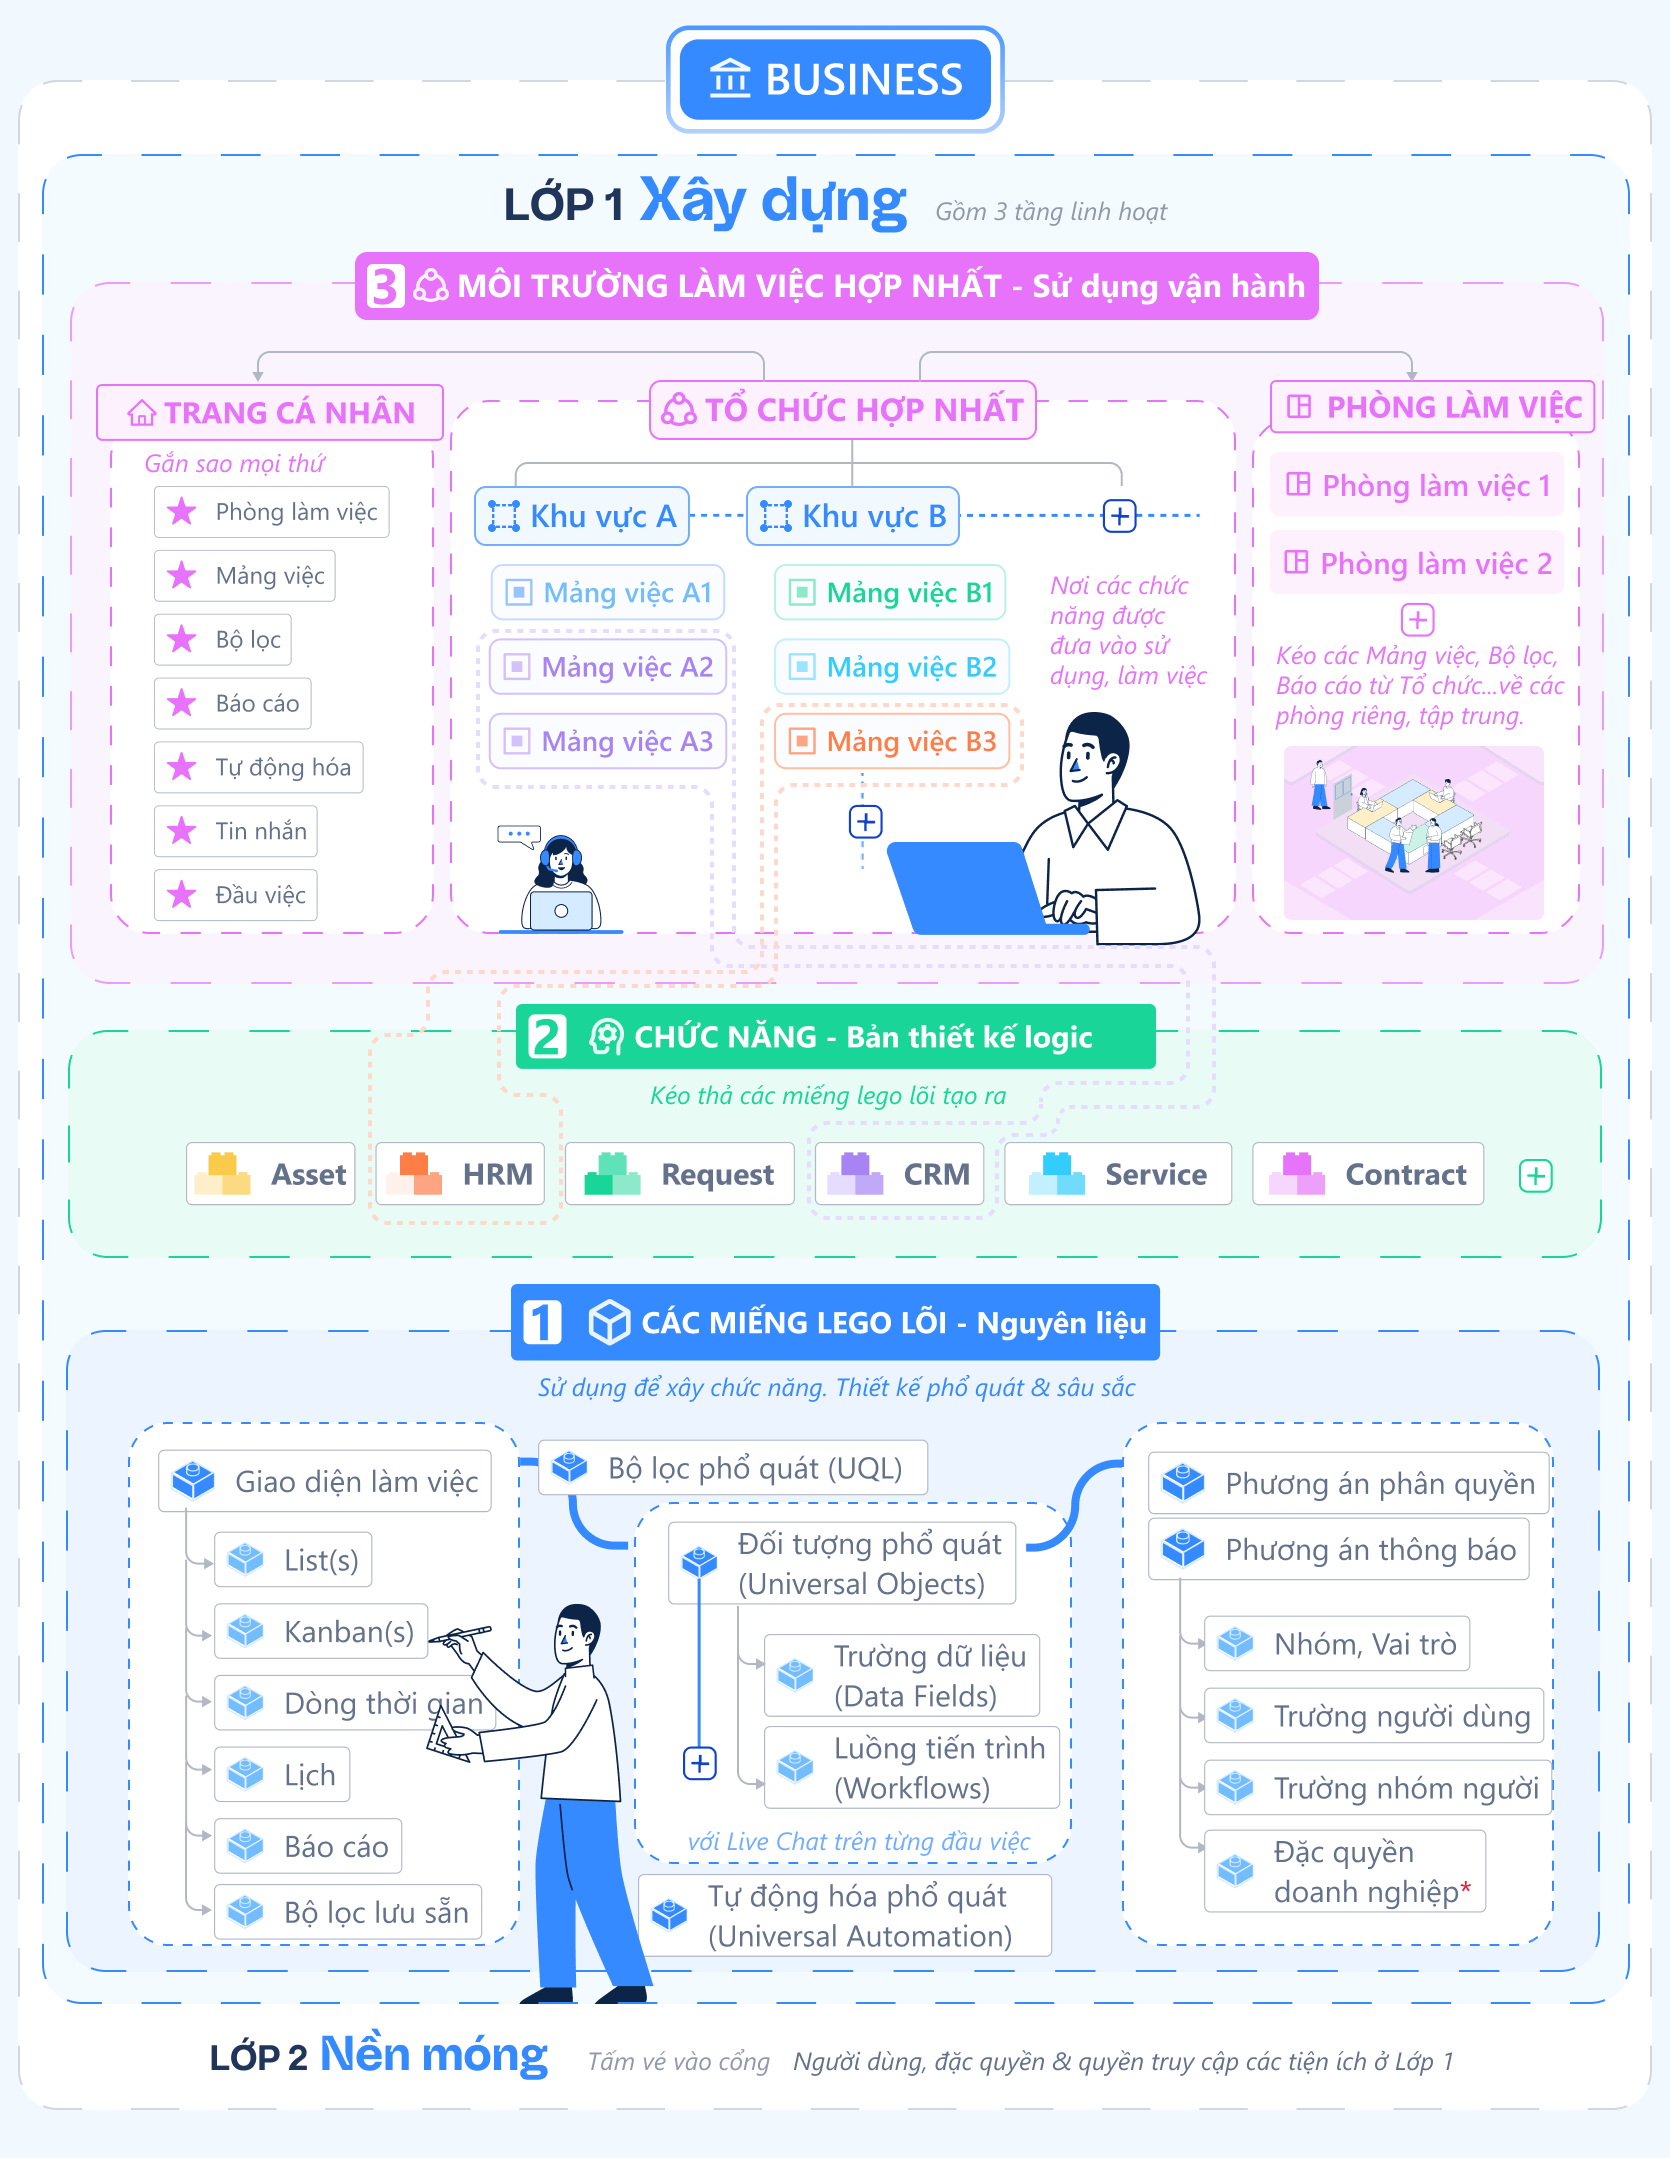 BUSINESS
LỚP 1 Xây dựng Gồm 3 tầng linh hoạt
3 MÔI TRƯỜNG LÀM VIỆC HỢP NHẤT - Sử dụng vận hành
TRANG CÁ NHÂN
Gắn sao mọi thứ
Phòng làm việc
Mảng việc
Bộ lọc
Báo cáo
Tự động hóa
Tin nhắn
Đầu việc
TỔ CHỨC HỢP NHẤT
Khu vực A
Khu vực B
Mảng việc A1
Mảng việc A2
Mảng việc A3
Mảng việc B1
Mảng việc B2
Mảng việc B3
Nơi các chức
năng được
đưa vào sử
dụng, làm việc
PHÒNG LÀM VIỆC
Phòng làm việc 1
Phòng làm việc 2
Kéo các Mảng việc, Bộ lọc,
Báo cáo từ Tổ chức...về các
phòng riêng, tập trung.
2 CHỨC NĂNG - Bản thiết kế logic
Kéo thả các miếng lego lõi tạo ra
Asset
HRM
Request
CRM
Service
Contract
1 CÁC MIẾNG LEGO LÕI - Nguyên liệu
Sử dụng để xây chức năng. Thiết kế phổ quát & sâu sắc
Giao diện làm việc
List(s)
Kanban(s)
Dòng thời gian
Lịch
Báo cáo
Bộ lọc lưu sẵn
Bộ lọc phổ quát (UQL)
Đối tượng phổ quát
(Universal Objects)
Trường dữ liệu
(Data Fields)
Luồng tiến trình
(Workflows)
với Live Chat trên từng đầu việc
Tự động hóa phổ quát
(Universal Automation)
Phương án phân quyền
Phương án thông báo
Nhóm, Vai trò
Trường người dùng
Trường nhóm người
Đặc quyền
doanh nghiệp*
LỚP 2 Nền móng Tấm vé vào cổng Người dùng, đặc quyền & quyền truy cập các tiện ích ở Lớp 1